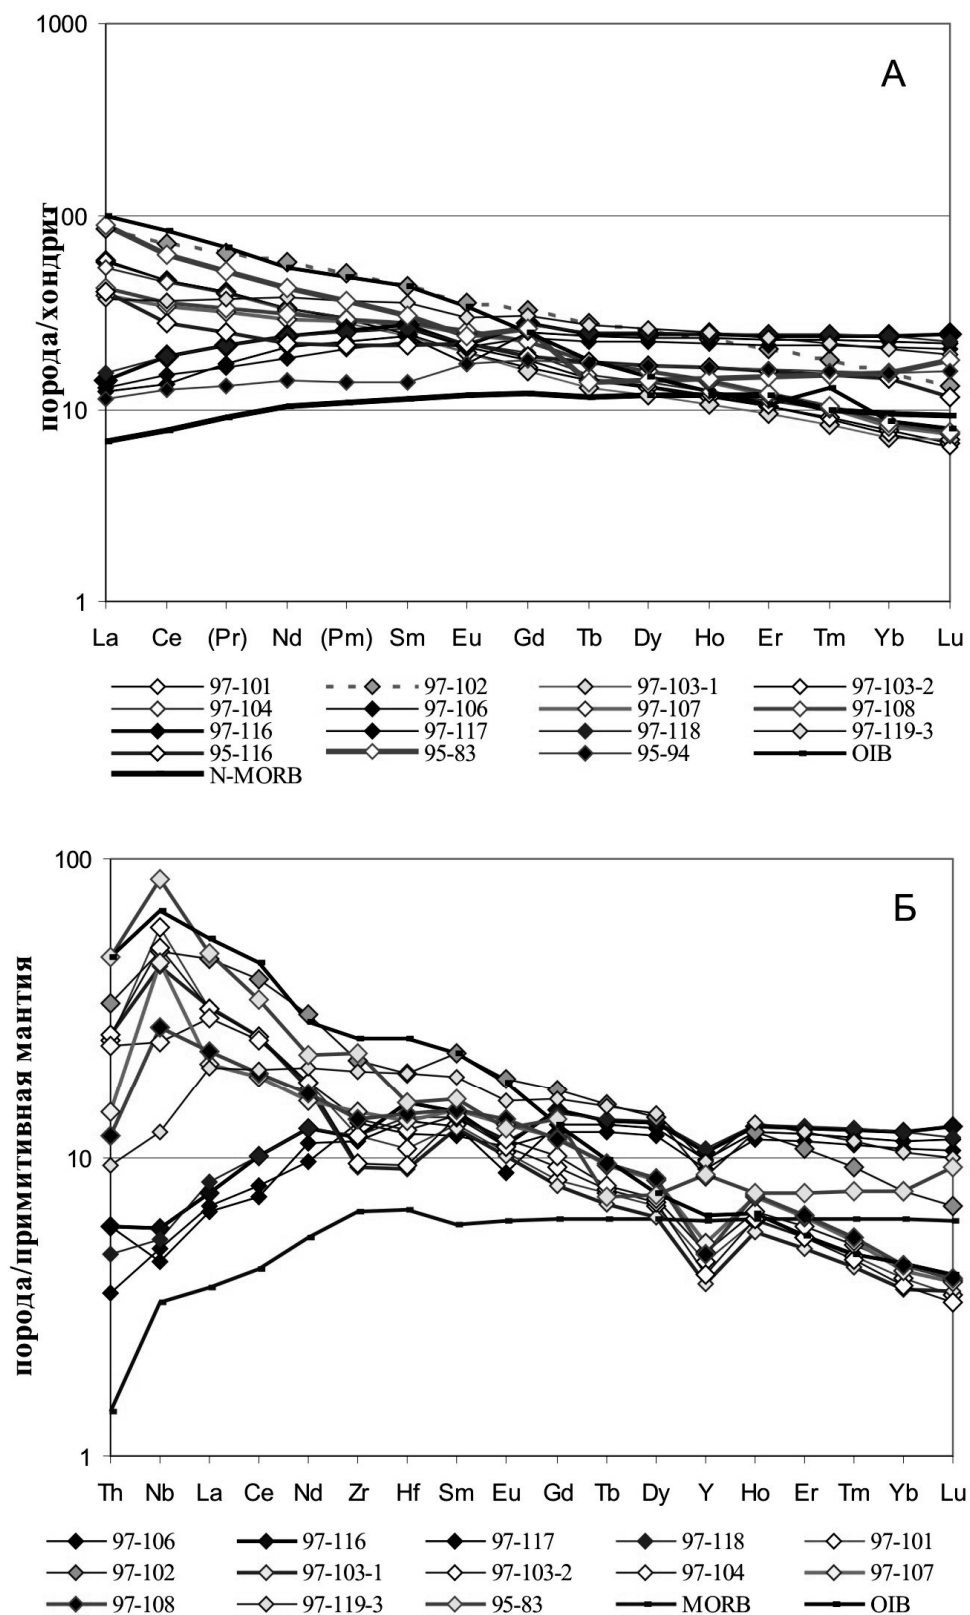 1000
А
100
порода/хондрит
10
1
La Ce (Pr) Nd (Pm) Sm Eu Gd Tb Dy Ho Er Tm Yb Lu
97-101 97-102 97-103-1 97-103-2
97-104 97-106 97-107 97-108
97-116 97-117 97-118 97-119-3
95-116 95-83 95-94 OIB
N-MORB
100
Б
порода/примитивная мантия
10
1
Th Nb La Ce Nd Zr Hf Sm Eu Gd Tb Dy Y Ho Er Tm Yb Lu
97-106 97-116 97-117 97-118 97-101
97-102 97-103-1 97-103-2 97-104 97-107
97-108 97-119-3 95-83 MORB OIB